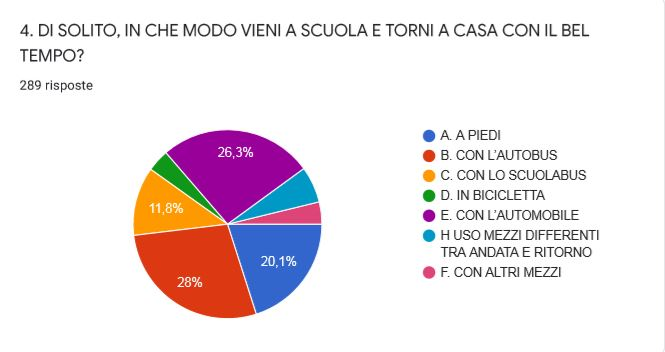 4. DI SOLITO, IN CHE MODO VIENI A SCUOLA E TORNI A CASA CON IL BEL
TEMPO?
289 risposte
26,3%
11,8%
28%
20,1%
A. A PIEDI
B. CON L'AUTOBUS
C. CON LO SCUOLABUS
D. IN BICICLETTA
E. CON L'AUTOMOBILE
H USO MEZZI DIFFERENTI
TRA ANDATA E RITORNO
F. CON ALTRI MEZZI